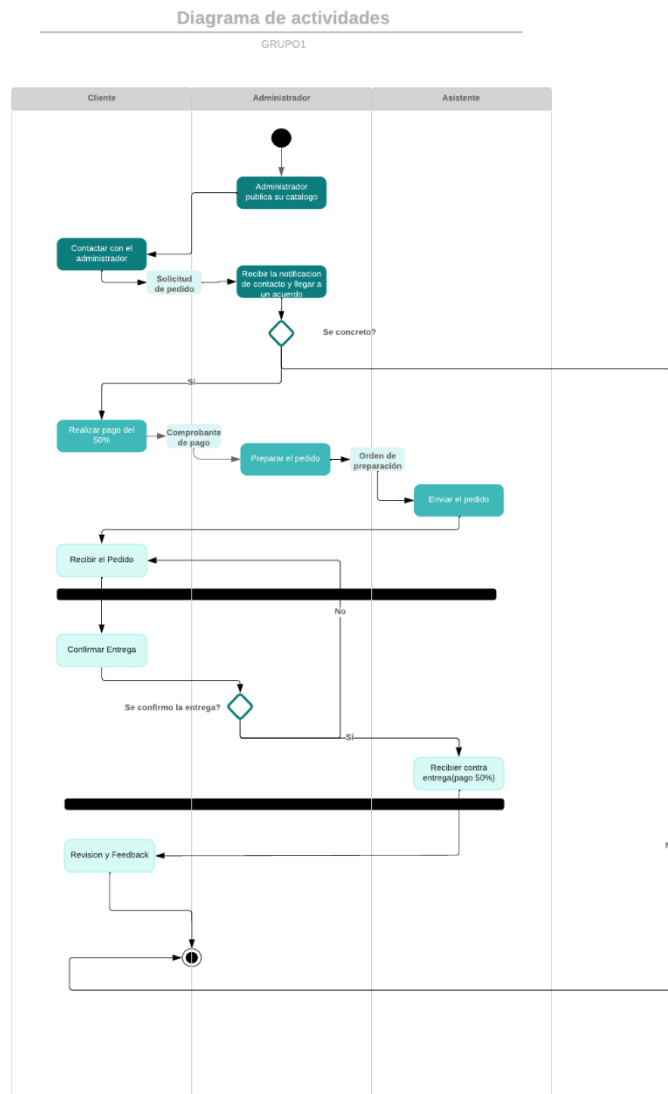 Diagrama de actividades
GRUPO1
Cliente
Administrador
Asistente
Administrador
publica su catalogo
Contactar con el
administrador
Solicitud
de pedido
Recibir la notificacion
de contacto y llegar a
un acuerdo
Se concreto?
Si
Realizar pago del
50%
Comprobante
de pago
Preparar el pedido
Orden de
preparación
Enviar el pedido
Recibir el Pedido
No
Confirmar Entrega
Se confirmo la entrega?
Si
Recibier contra
entrega(pago 50%)
Revision y Feedback